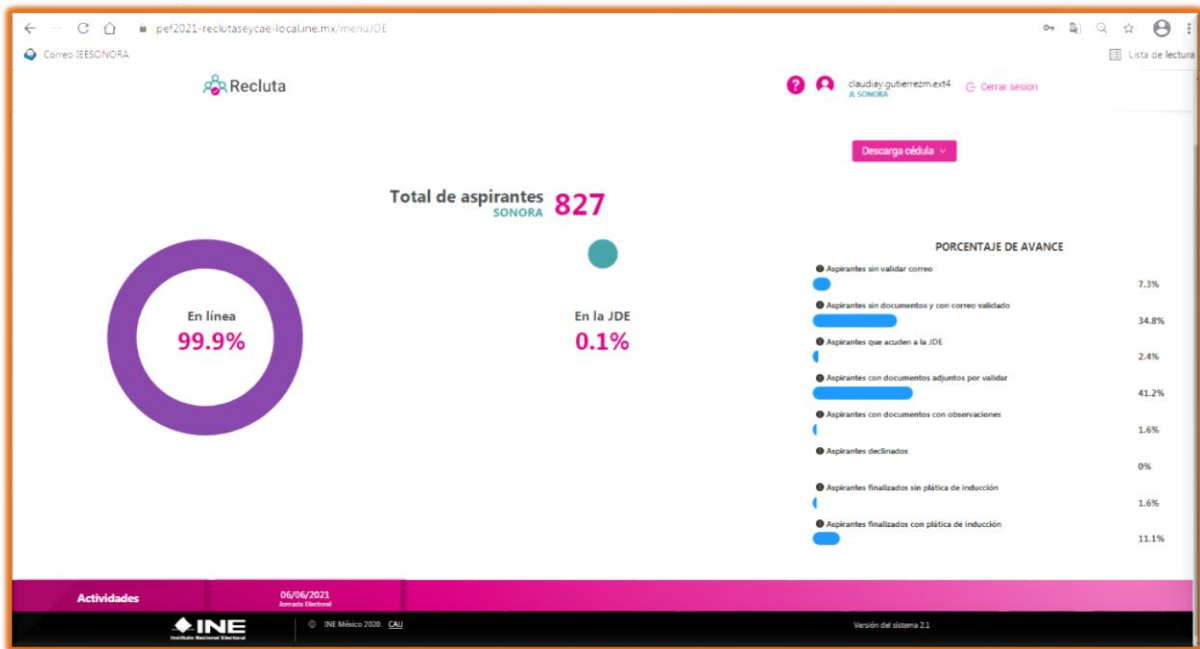 pef2021-reclutaseycae-local.ine.mx/menuJDE
Correo IEESONORA
Lista de lectura
Recluta
?
claudiay.gutierrezm.ext4
JL SONORA
Cerrar sesión
Descarga cédula
Total de aspirantes
SONORA
827
En línea
99.9%
En la JDE
0.1%
PORCENTAJE DE AVANCE
Aspirantes sin validar correo
7.3%
Aspirantes sin documentos y con correo validado
34.8%
Aspirantes que acuden a la JDE
2.4%
Aspirantes con documentos adjuntos por validar
41.2%
Aspirantes con documentos con observaciones
1.6%
Aspirantes declinados
0%
Aspirantes finalizados sin plática de inducción
1.6%
Aspirantes finalizados con plática de inducción
11.1%
Actividades
06/06/2021
Jornada Electoral
INE
Instituto Nacional Electoral
© INE México 2020 CAU
Versión del sistema 2.1